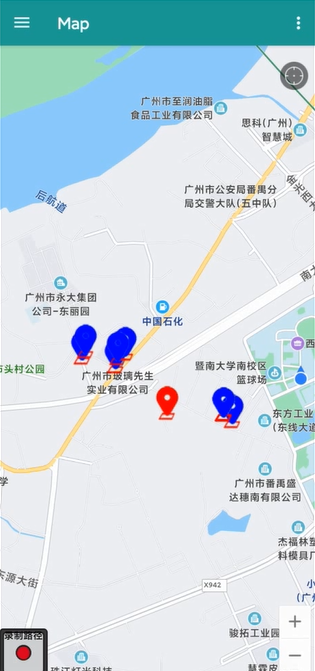 Map
广州市至润油脂
食品工业有限公司
思科(广州)
智慧城
广州市公安局番禺分
局交警大队(五中队)
金光西大
后航道
南大
广州市永大集团
公司-东丽园
中国石化
西
暨南大学南校区
篮球场
市头村公园
广州市玻璃先生
实业有限公司
东方工业
(东线大道
学
广州市番禺盛
达穗南有限公司
杰福林塑
料模具厂
东源大街
X942
小
(广州
录制路径
骏拓工业园
+
珠江灯光科技
慧霖皮
−